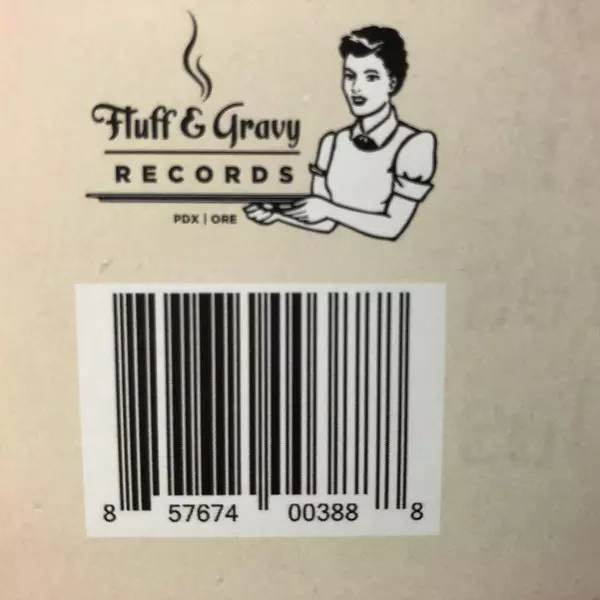 Fluff & Gravy
RECORDS
PDX | ORE
8 57674 00388 8